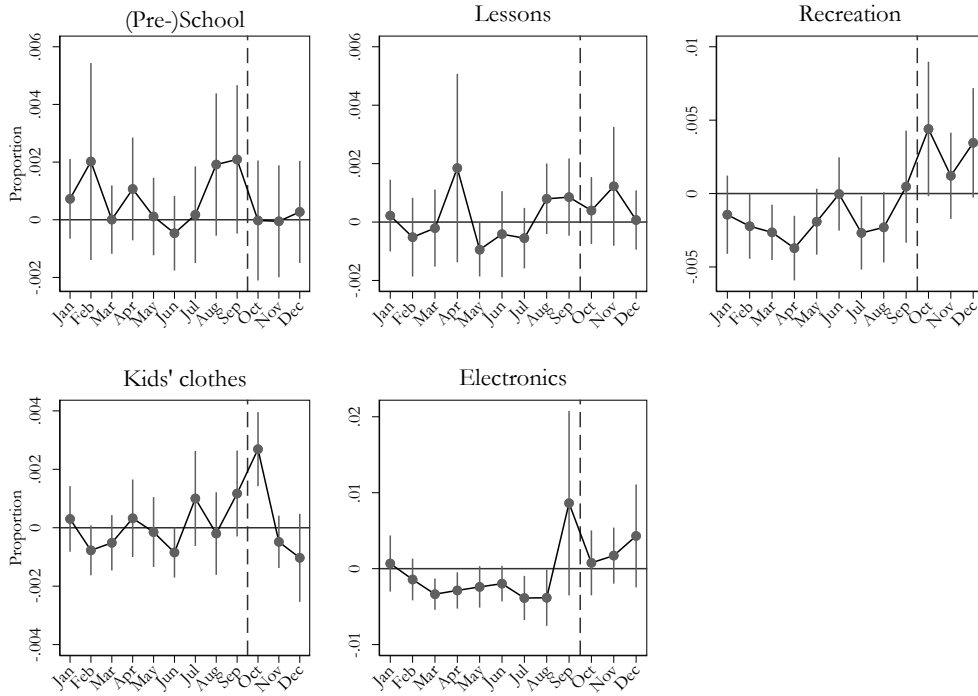 (Pre-)School
Proportion
.006
.004
.002
0
-.002
Jan Feb Mar Apr May Jun Jul Aug Sep Oct Nov Dec
Lessons
.006
.004
.002
0
-.002
Jan Feb Mar Apr May Jun Jul Aug Sep Oct Nov Dec
Recreation
.01
.005
0
-.005
Jan Feb Mar Apr May Jun Jul Aug Sep Oct Nov Dec
Kids' clothes
Proportion
.004
.002
0
-.002
-.004
Jan Feb Mar Apr May Jun Jul Aug Sep Oct Nov Dec
Electronics
.02
.01
0
-.01
Jan Feb Mar Apr May Jun Jul Aug Sep Oct Nov Dec